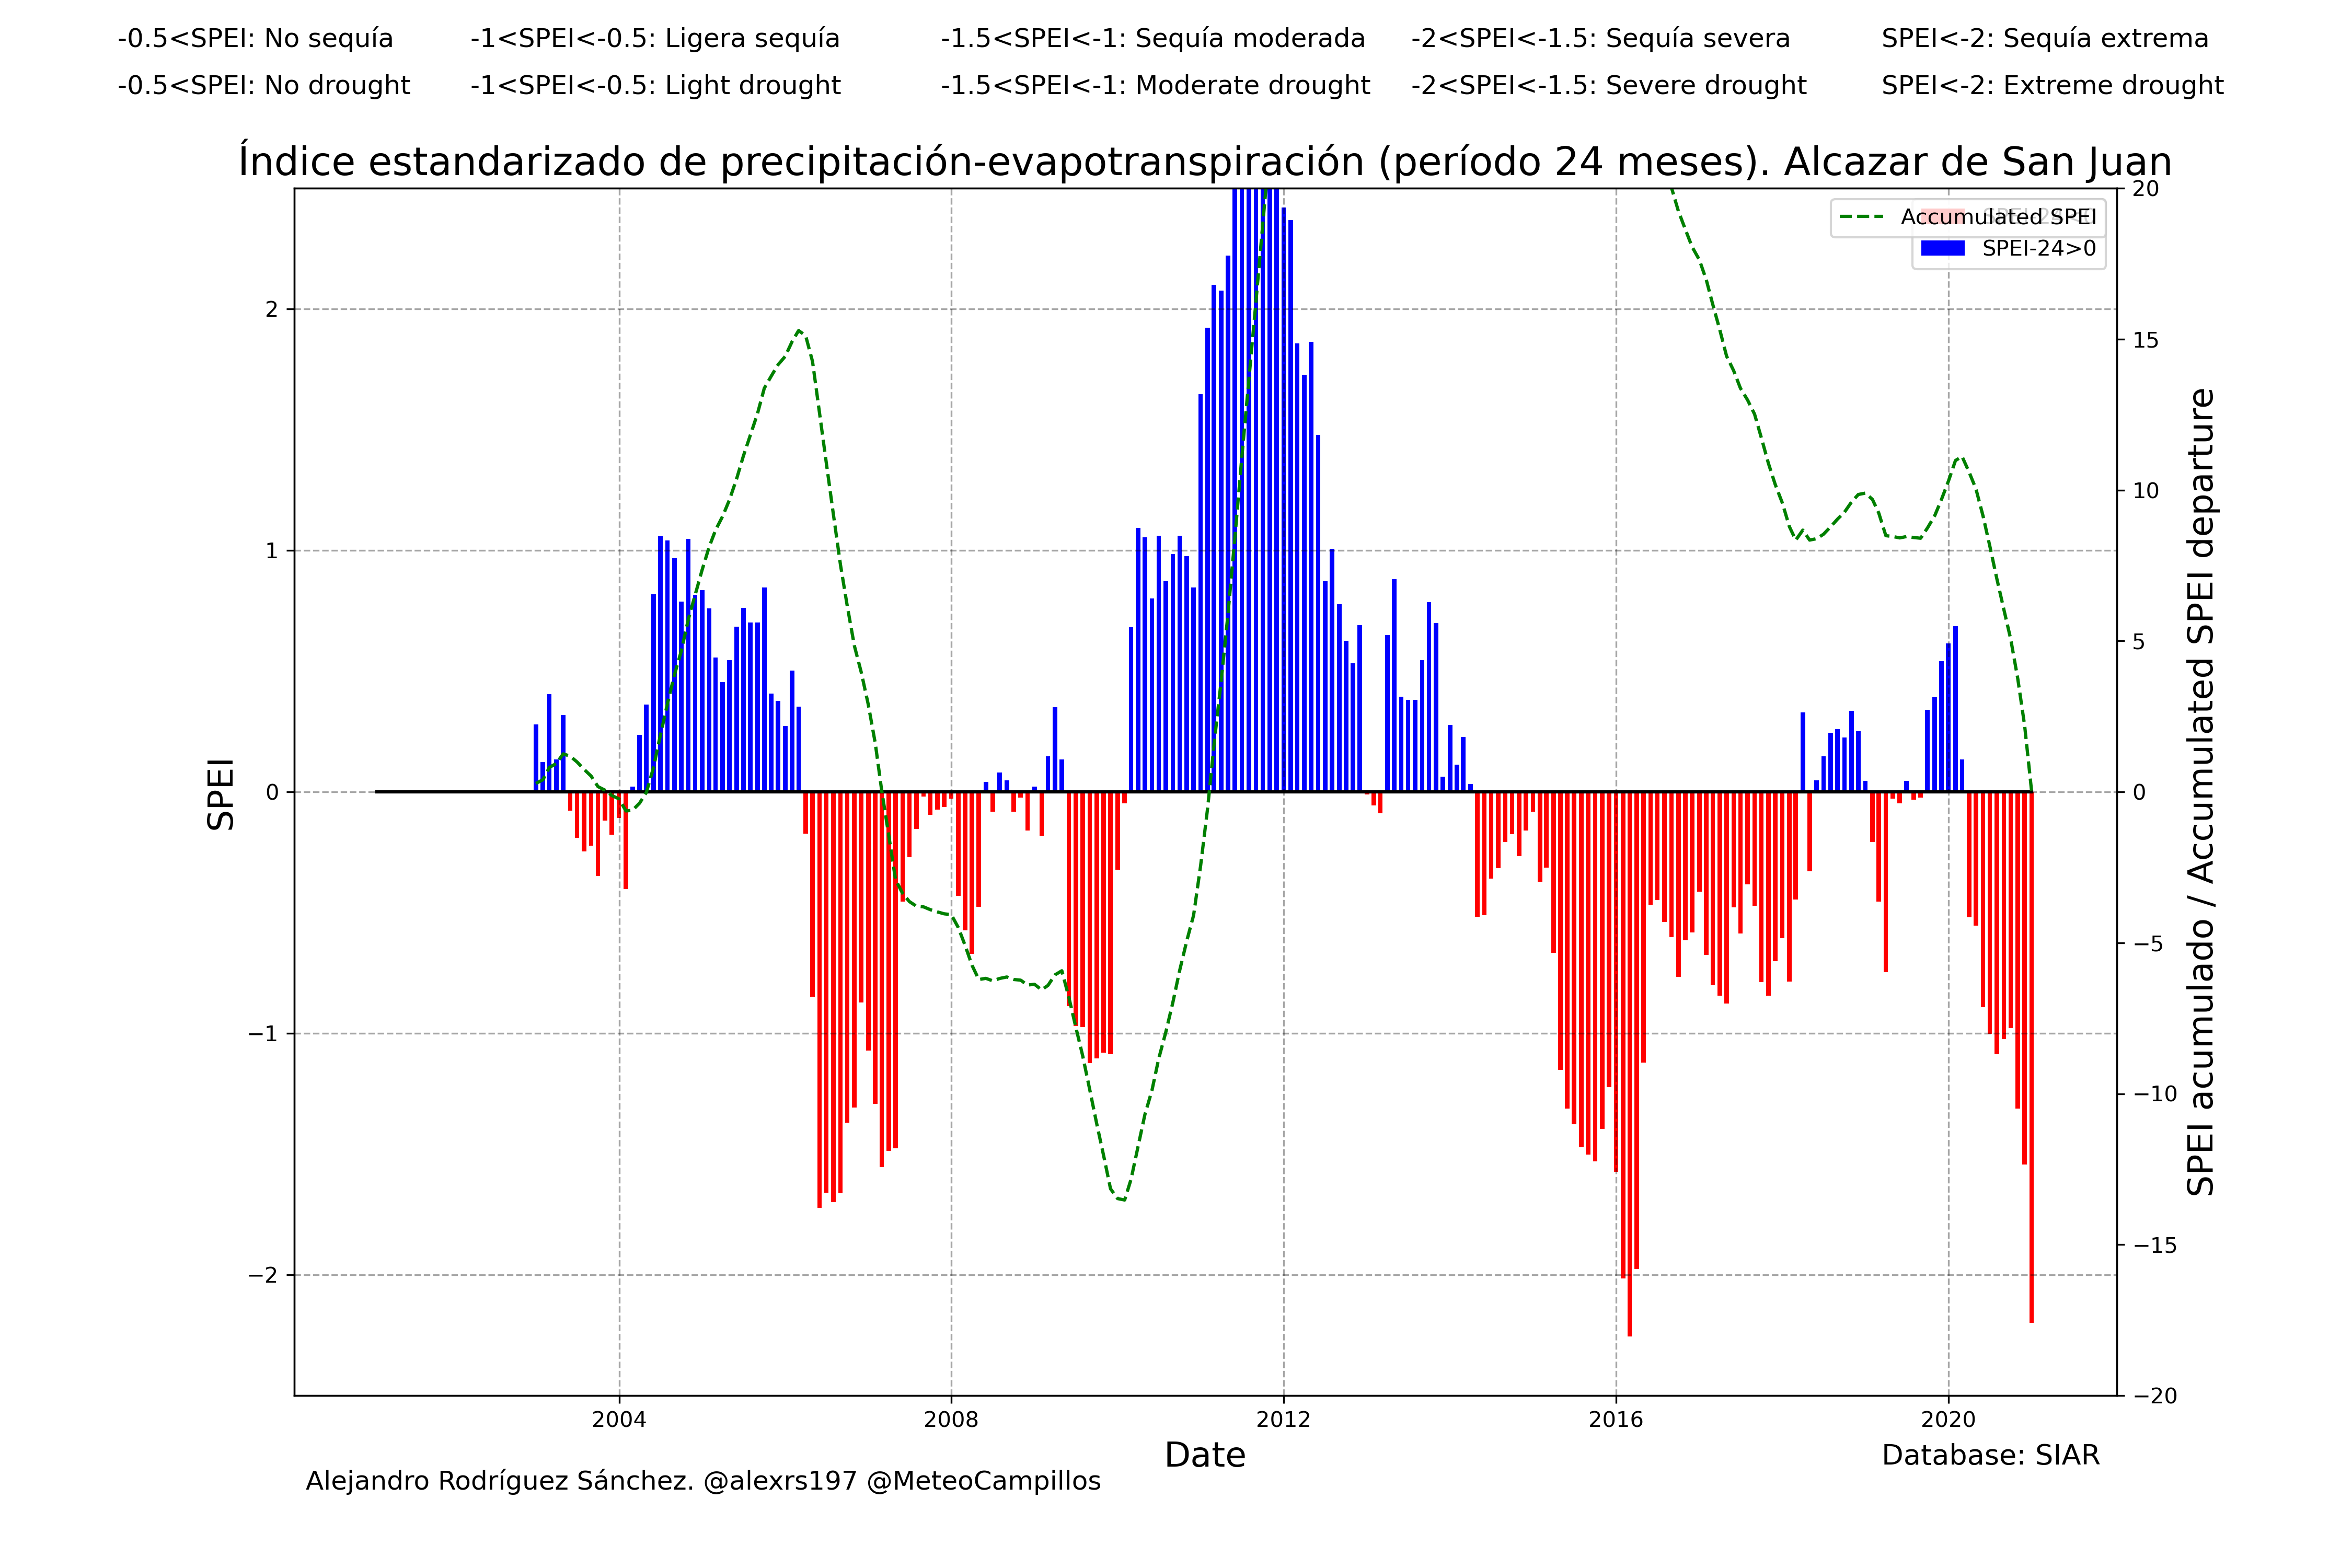 -0.5<SPEI: No sequía -1<SPEI<-0.5: Ligera sequía -1.5<SPEI<-1: Sequía moderada -2<SPEI<-1.5: Sequía severa SPEI<-2: Sequía extrema
-0.5<SPEI: No drought -1<SPEI<-0.5: Light drought -1.5<SPEI<-1: Moderate drought -2<SPEI<-1.5: Severe drought SPEI<-2: Extreme drought
Índice estandarizado de precipitación-evapotranspiración (período 24 meses). Alcazar de San Juan
Accumulated SPEI
SPEI-24>0
SPEI
2
1
0
−1
−2
20
15
10
5
0
−5
−10
−15
−20
SPEI acumulado / Accumulated SPEI departure
2004 2008 2012 2016 2020
Date
Database: SIAR
Alejandro Rodríguez Sánchez. @alexrs197 @MeteoCampillos